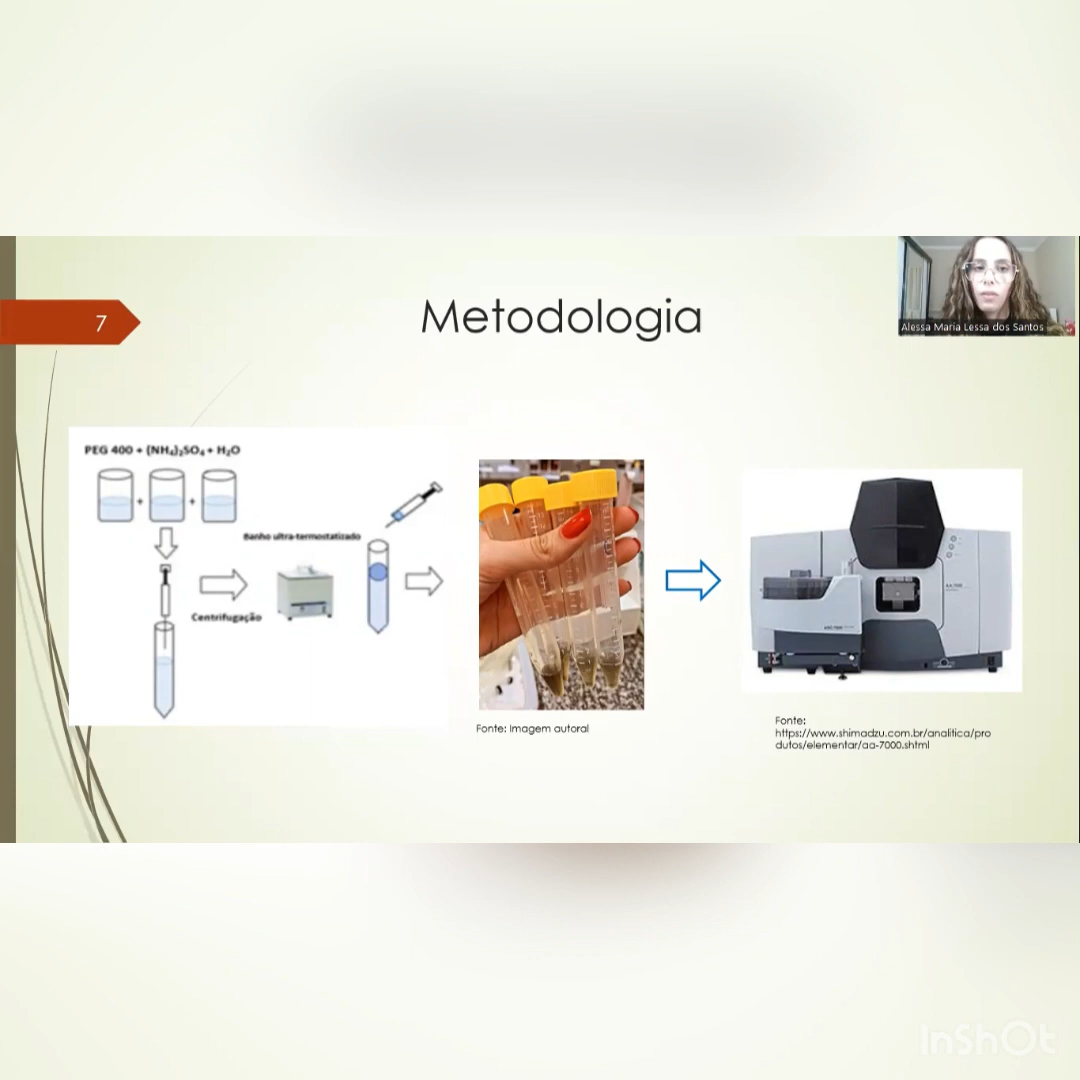 7
Metodologia
Alessa Maria Lessa dos Santos
PEG 400 + (NH₄)₂SO₄ + H₂O
+ +
Banho ultra-termostatizado
Centrifugação
Fonte: Imagem autoral
Fonte:
https://www.shimadzu.com.br/analitica/pro
dutos/elementar/aa-7000.shtml
InShOt